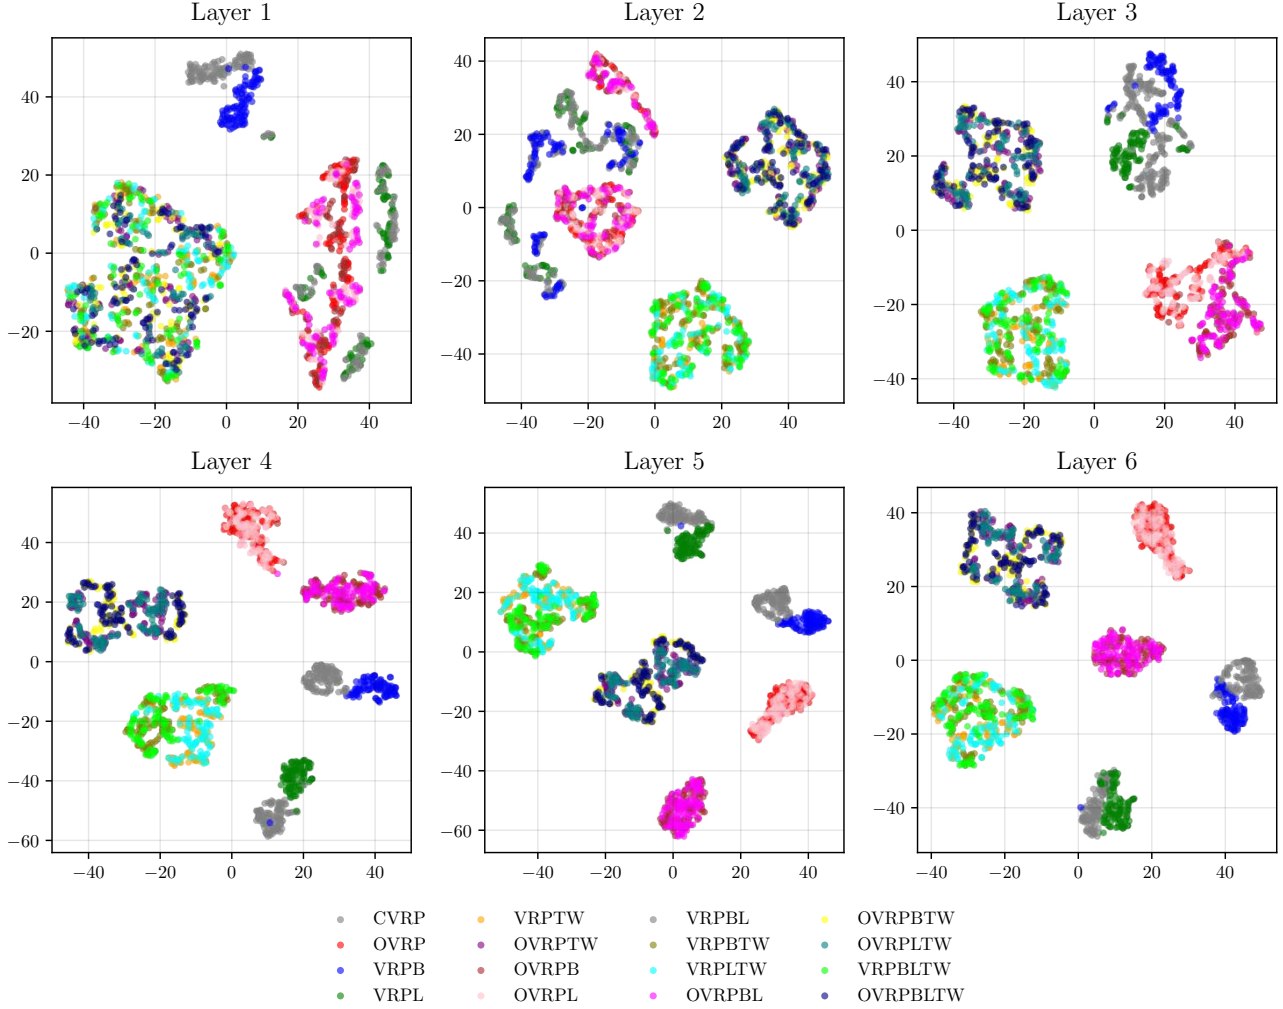 Layer 1 Layer 2 Layer 3
40 40 40
20 20 20
0 0 0
−20 −20 −20
−40 −40
−40 −20 0 20 40 −40 −20 0 20 40 −40 −20 0 20 40
Layer 4 Layer 5 Layer 6
40 40 40
20 20 20
0 0 0
−20 −20 −20
−40 −40 −40
−60 −60
−40 −20 0 20 40 −40 −20 0 20 40 −40 −20 0 20 40
CVRP VRPTW VRPBL OVRPBTW
OVRP OVRPTW VRPBTW OVRPLTW
VRPB OVRPB VRPLTW VRPBLTW
VRPL OVRPL OVRPBL OVRPBLTW